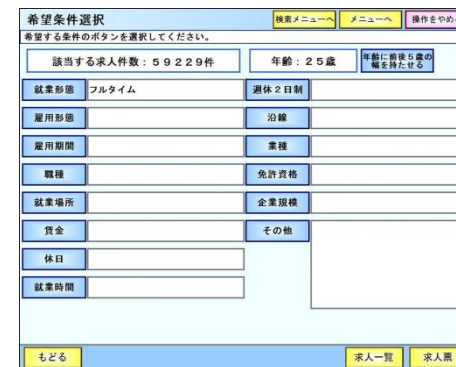 希望条件選択
検索メニューへ
メニューへ
操作をやめ
希望する条件のボタンを選択してください。
該当する求人件数：59229件
年齢：25歳
年齢に前後5歳の
幅を持たせる
就業形態 フルタイム
週休2日制
雇用形態
沿線
雇用期間
業種
職種
免許資格
就業場所
企業規模
賃金
その他
休日
就業時間
もどる
求人一覧
求人票